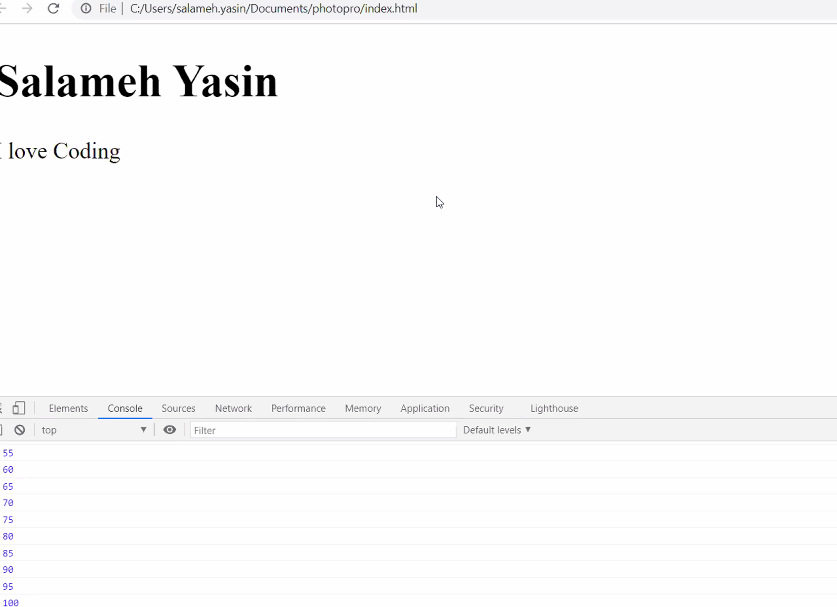 File | C:/Users/salameh.yasin/Documents/photopro/index.html
Salameh Yasin
I love Coding
Elements Console Sources Network Performance Memory Application Security Lighthouse
top Filter Default levels
55
60
65
70
75
80
85
90
95
100